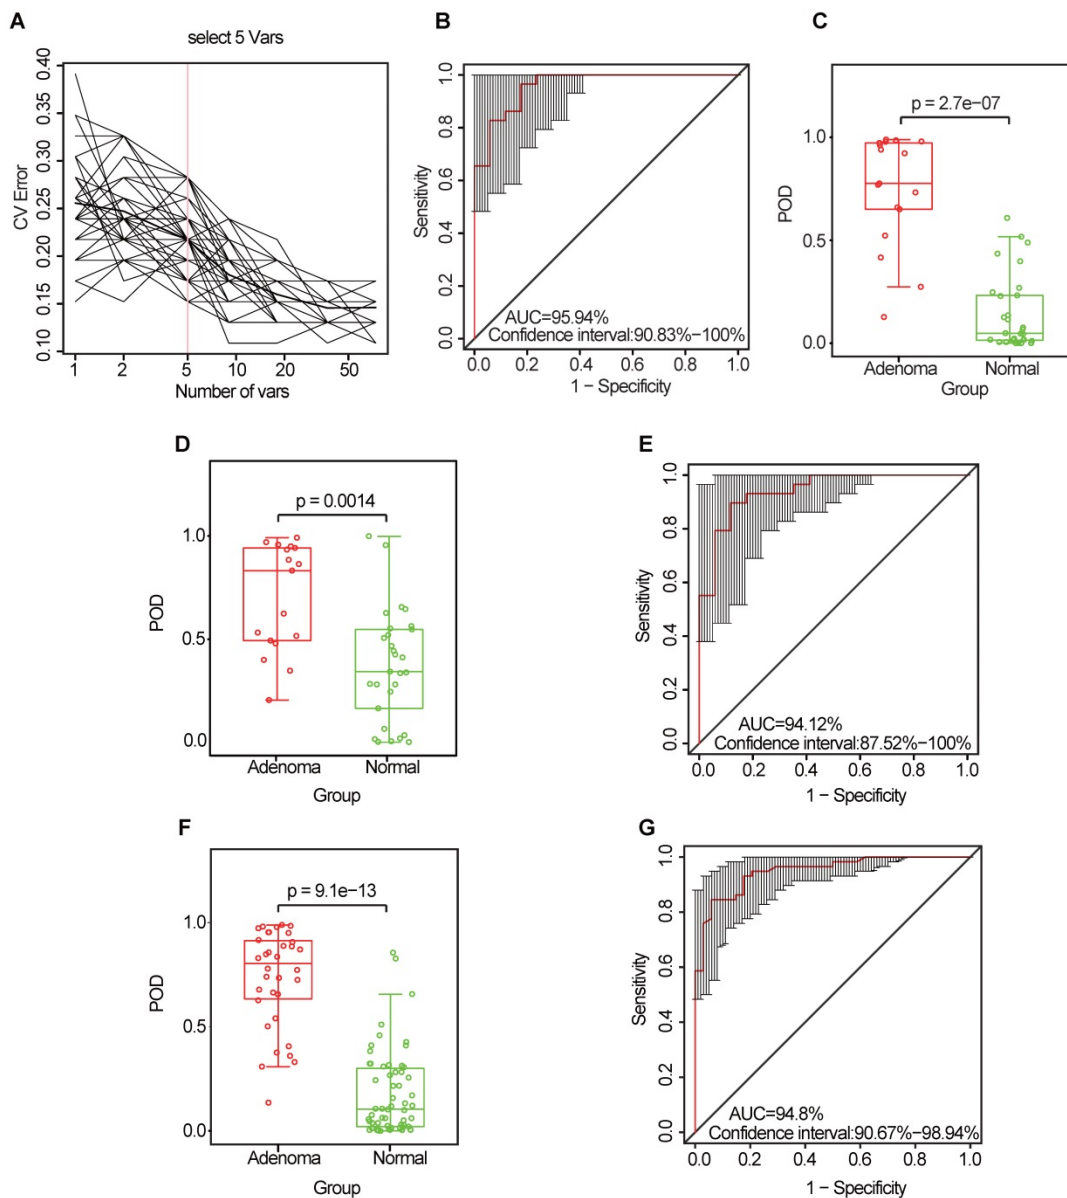 A
select 5 Vars
CV Error
0.40
0.35
0.30
0.25
0.20
0.15
0.10
1 2 5 10 20 50
Number of vars
B
Sensitivity
1.0
0.8
0.6
0.4
0.2
0.0
AUC=95.94%
Confidence interval:90.83%−100%
0.0 0.2 0.4 0.6 0.8 1.0
1 − Specificity
C
p = 2.7e−07
POD
1.0
0.5
0.0
Adenoma Normal
Group
D
p = 0.0014
POD
1.0
0.5
0.0
Adenoma Normal
Group
E
Sensitivity
1.0
0.8
0.6
0.4
0.2
0.0
AUC=94.12%
Confidence interval:87.52%−100%
0.0 0.2 0.4 0.6 0.8 1.0
1 − Specificity
F
p = 9.1e−13
POD
1.0
0.5
0.0
Adenoma Normal
Group
G
Sensitivity
1.0
0.8
0.6
0.4
0.2
0.0
AUC=94.8%
Confidence interval:90.67%−98.94%
0.0 0.2 0.4 0.6 0.8 1.0
1 − Specificity